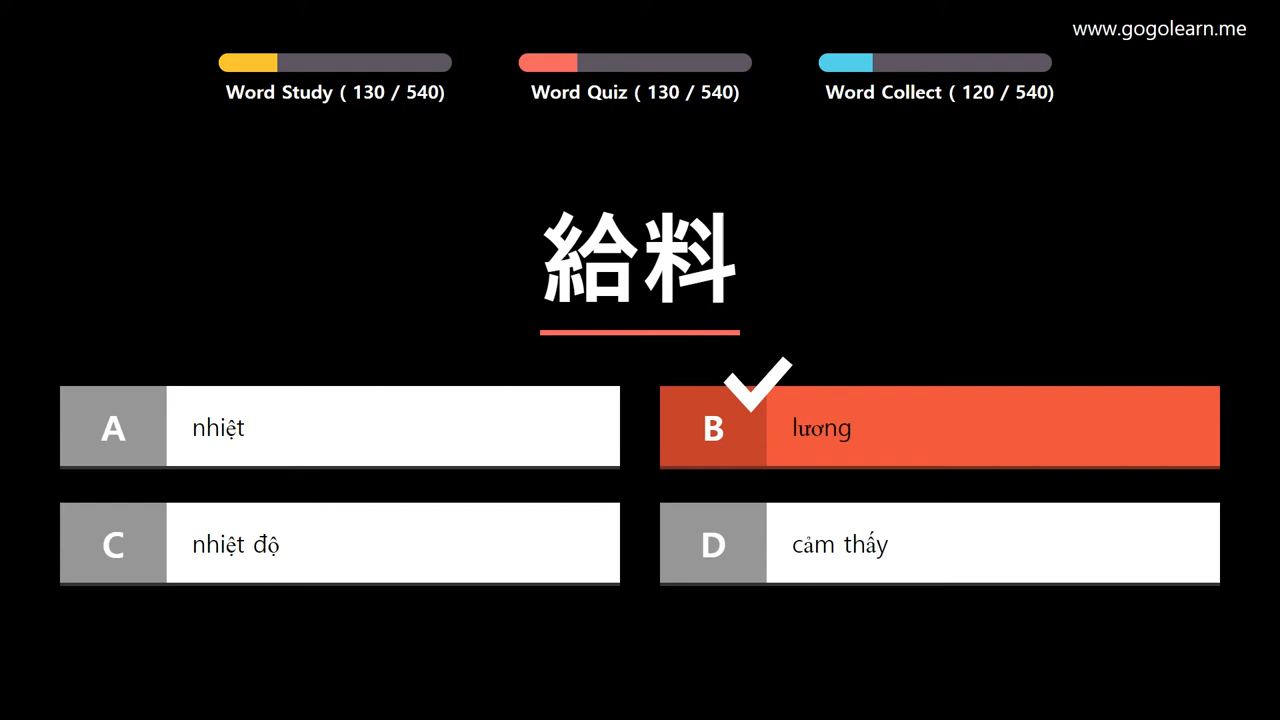 www.gogolearn.me
Word Study ( 130 / 540)
Word Quiz ( 130 / 540)
Word Collect ( 120 / 540)
給料
A nhiệt
B lương
C nhiệt độ
D cảm thấy